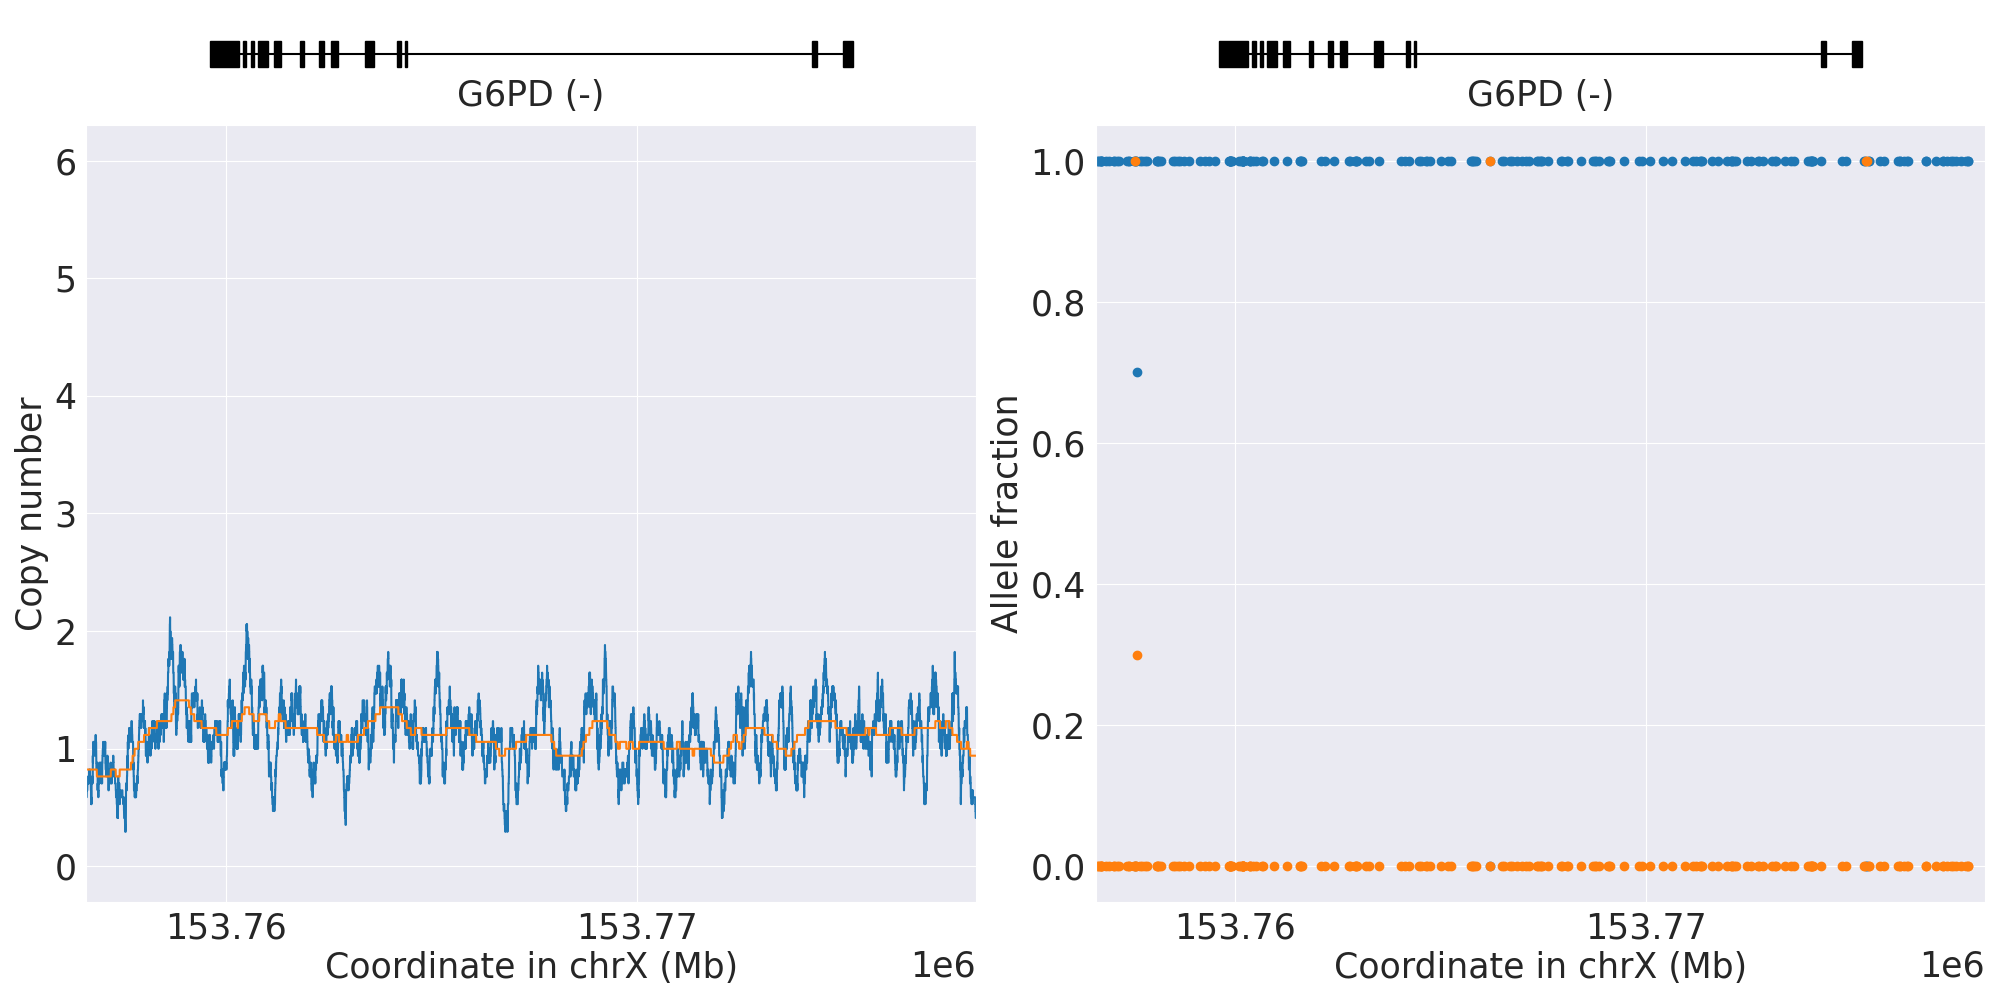 G6PD (-)
6
5
4
3
2
1
0
Copy number
153.76
153.77
Coordinate in chrX (Mb)
1e6
G6PD (-)
1.0
0.8
0.6
0.4
0.2
0.0
Allele fraction
153.76
153.77
Coordinate in chrX (Mb)
1e6